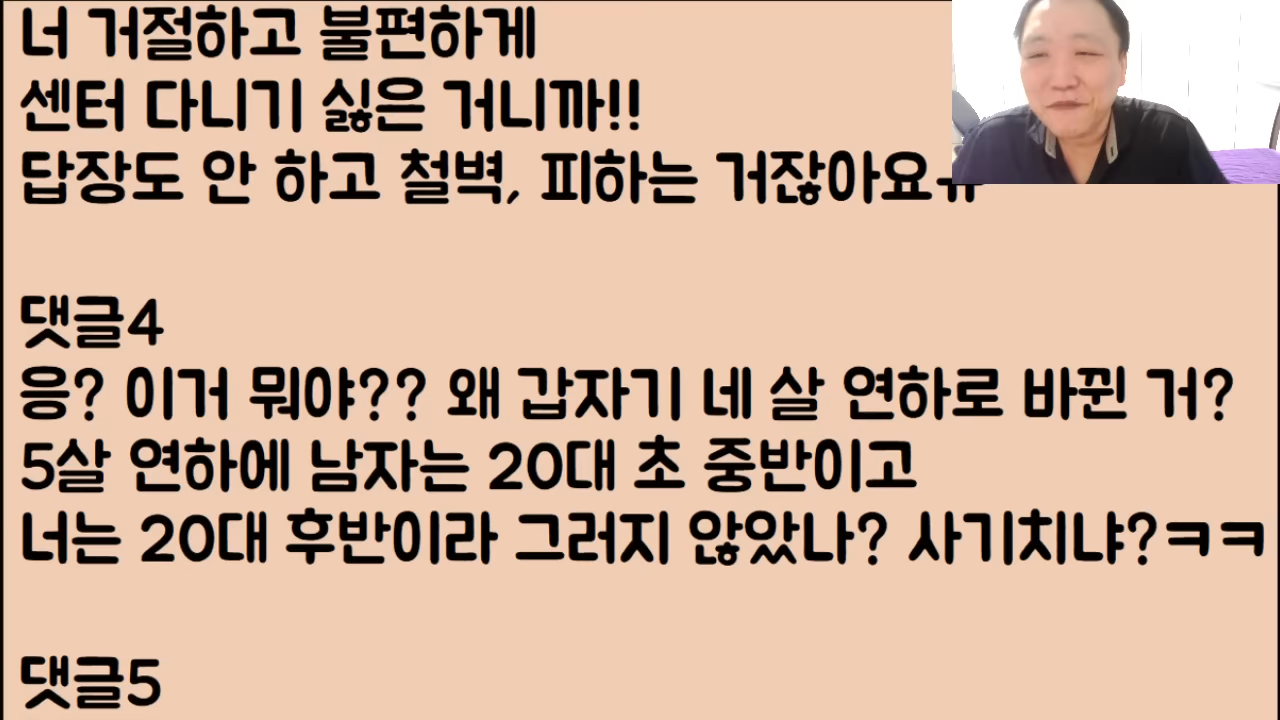 너 거절하고 불편하게
센터 다니기 싫은 거니까!!
답장도 안 하고 철벽, 피하는 거잖아요ㅠ
댓글4
응? 이거 뭐야?? 왜 갑자기 네 살 연하로 바뀐 거?
5살 연하에 남자는 20대 초 중반이고
너는 20대 후반이라 그러지 않았나? 사기치냐?ㅋㅋ
댓글5